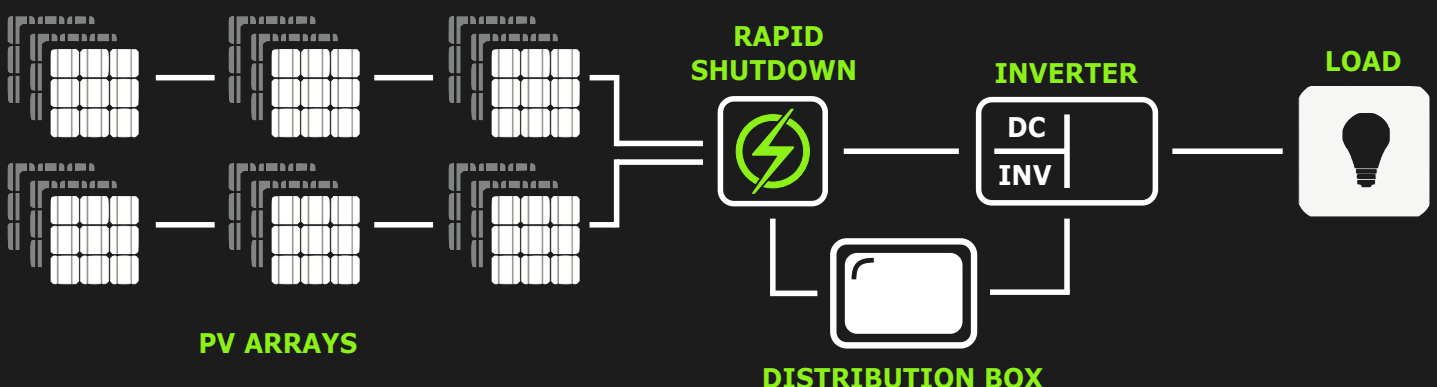 RAPID
SHUTDOWN
INVERTER
LOAD
DC
INV
PV ARRAYS
DISTRIBUTION BOX